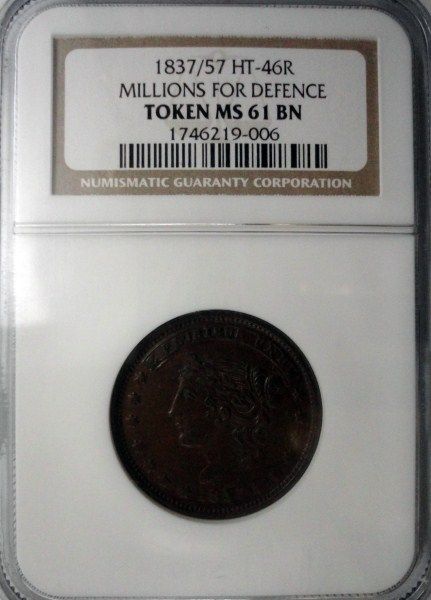 1837/57 HT-46R
MILLIONS FOR DEFENCE
TOKEN MS 61 BN
1746219-006
NUMISMATIC GUARANTY CORPORATION